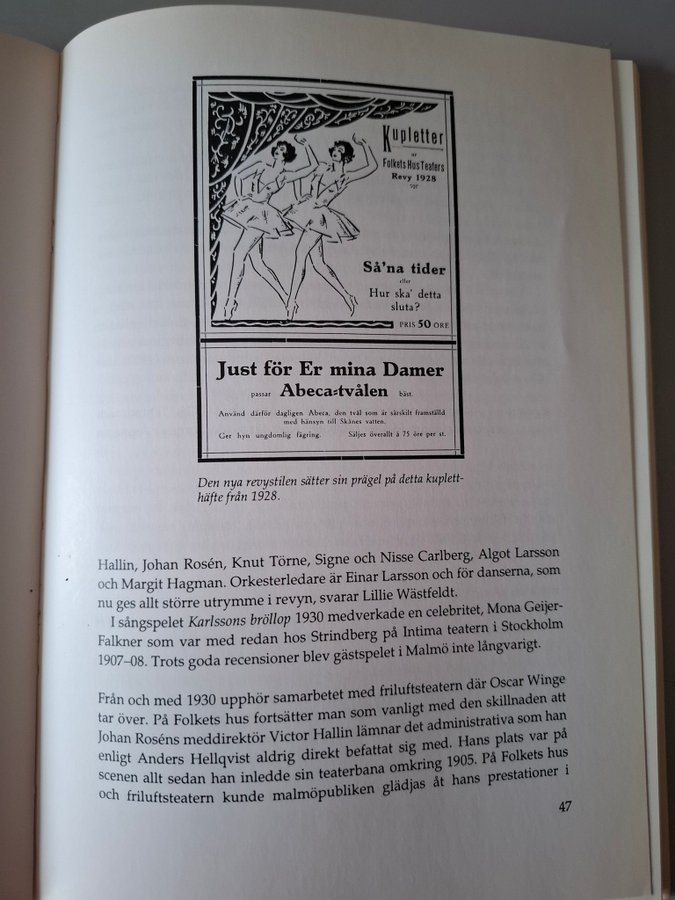 Kupletter
ur
Folkets Hus Teaters
Revy 1928
Så'na tider
eller
Hur ska' detta
sluta?
PRIS 50 ÖRE
Just för Er mina Damer
passar Abeca-tvålen bäst.
Använd därför dagligen Abeca, den tvål som är särskilt framställd
med hänsyn till Skånes vatten.
Ger hyn ungdomlig fägring. Säljes överallt à 75 öre per st.
Den nya revystilen sätter sin prägel på detta kuplett-
häfte från 1928.
Hallin, Johan Rosén, Knut Törne, Signe och Nisse Carlberg, Algot Larsson
och Margit Hagman. Orkesterledare är Einar Larsson och för danserna, som
nu ges allt större utrymme i revyn, svarar Lillie Wästfeldt.
I sångspelet Karlssons bröllop 1930 medverkade en celebritet, Mona Geijer-
Falkner som var med redan hos Strindberg på Intima teatern i Stockholm
1907–08. Trots goda recensioner blev gästspelet i Malmö inte långvarigt.
Från och med 1930 upphör samarbetet med friluftsteatern där Oscar Winge
tar över. På Folkets hus fortsätter man som vanligt med den skillnaden att
Johan Roséns meddirektör Victor Hallin lämnar det administrativa som han
enligt Anders Hellqvist aldrig direkt befattat sig med. Hans plats var på
scenen allt sedan han inledde sin teaterbana omkring 1905. På Folkets hus
och friluftsteatern kunde malmöpubliken glädjas åt hans prestationer i
47